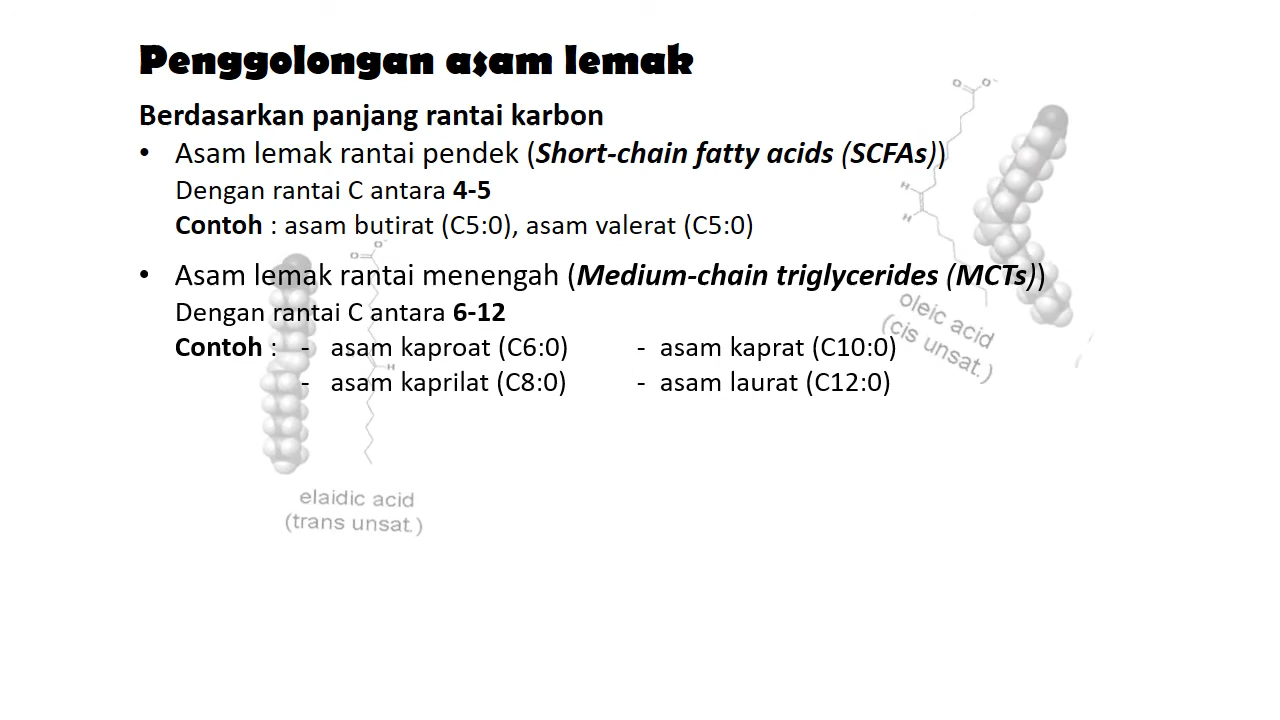 Penggolongan asam lemak
Berdasarkan panjang rantai karbon
• Asam lemak rantai pendek (Short-chain fatty acids (SCFAs))
Dengan rantai C antara 4-5
Contoh : asam butirat (C5:0), asam valerat (C5:0)
• Asam lemak rantai menengah (Medium-chain triglycerides (MCTs))
Dengan rantai C antara 6-12
Contoh : - asam kaproat (C6:0) - asam kaprat (C10:0)
- asam kaprilat (C8:0) - asam laurat (C12:0)
O O-
H
H
oleic acid
(cis unsat.)
O O-
H
elaidic acid
(trans unsat.)